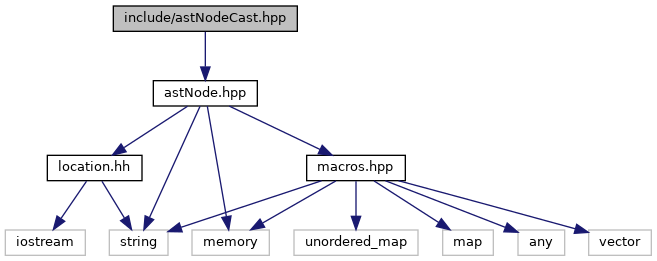 include/astNodeCast.hpp
astNode.hpp
location.hh
macros.hpp
iostream
string
memory
unordered_map
map
any
vector